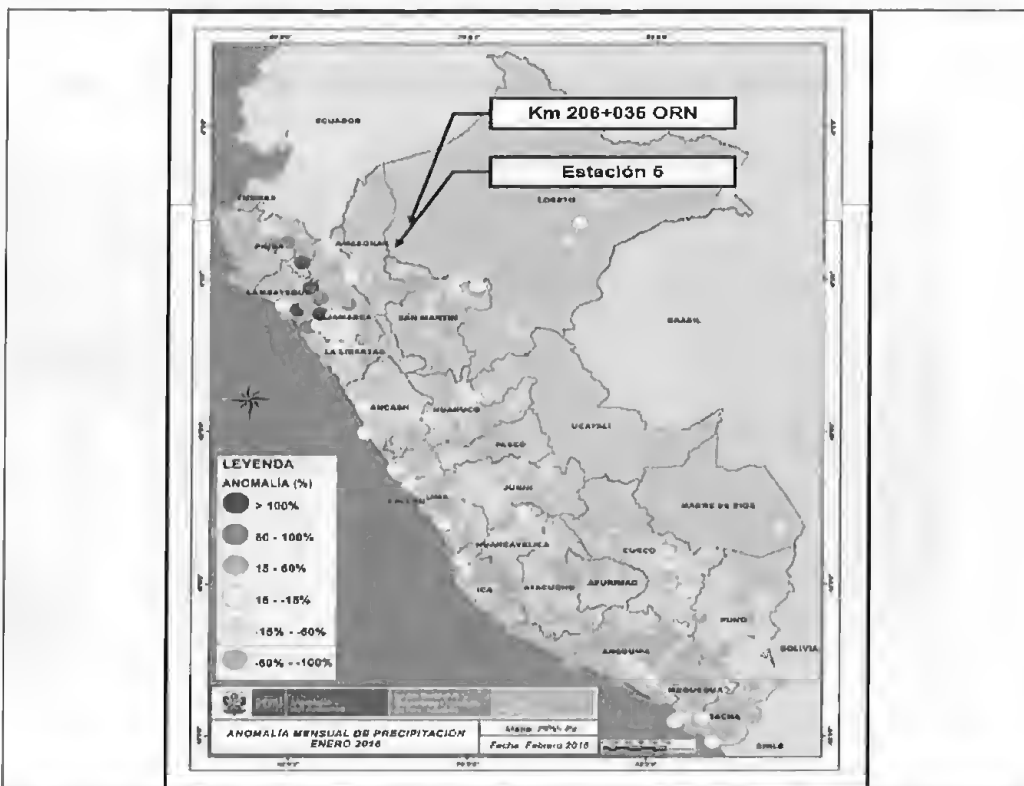 Km 206+035 ORN
ECUADOR
Estación 5
LORETO
TUMBES
AMAZONAS
PIURA
LAMBAYEQUE
CAJAMARCA
SAN MARTIN
BRASIL
LA LIBERTAD
ANCASH
HUANUCO
UCAYALI
PASCO
LEYENDA
ANOMALÍA (%)
> 100%
60 - 100%
15 - 60%
15 - -15%
-15% - -60%
-60% - -100%
JUNIN
CALLAO
LIMA
MADRE DE DIOS
HUANCAVELICA
CUSCO
ICA
AYACUCHO
APURIMAC
PUNO
BOLIVIA
AREQUIPA
MOQUEGUA
TACNA
CHILE
PERÚ
ANOMALÍA MENSUAL DE PRECIPITACIÓN
ENERO 2016
Mapa
Fecha: Febrero 2016